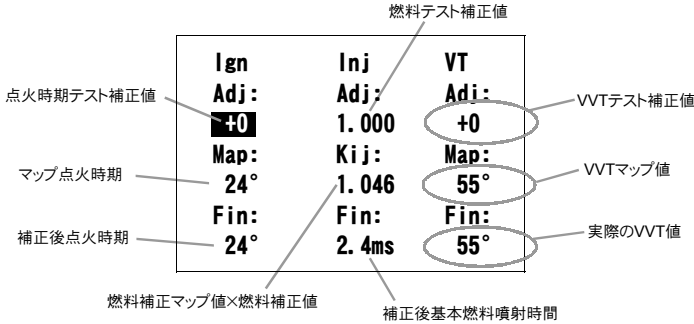 燃料テスト補正値
Ign Inj VT
点火時期テスト補正値 Adj: Adj: Adj: VVTテスト補正値
+0 1.000 +0
マップ点火時期 Map: Kij: Map: VVTマップ値
24° 1.046 55°
補正後点火時期 Fin: Fin: Fin: 実際のVVT値
24° 2.4ms 55°
燃料補正マップ値×燃料補正値
補正後基本燃料噴射時間